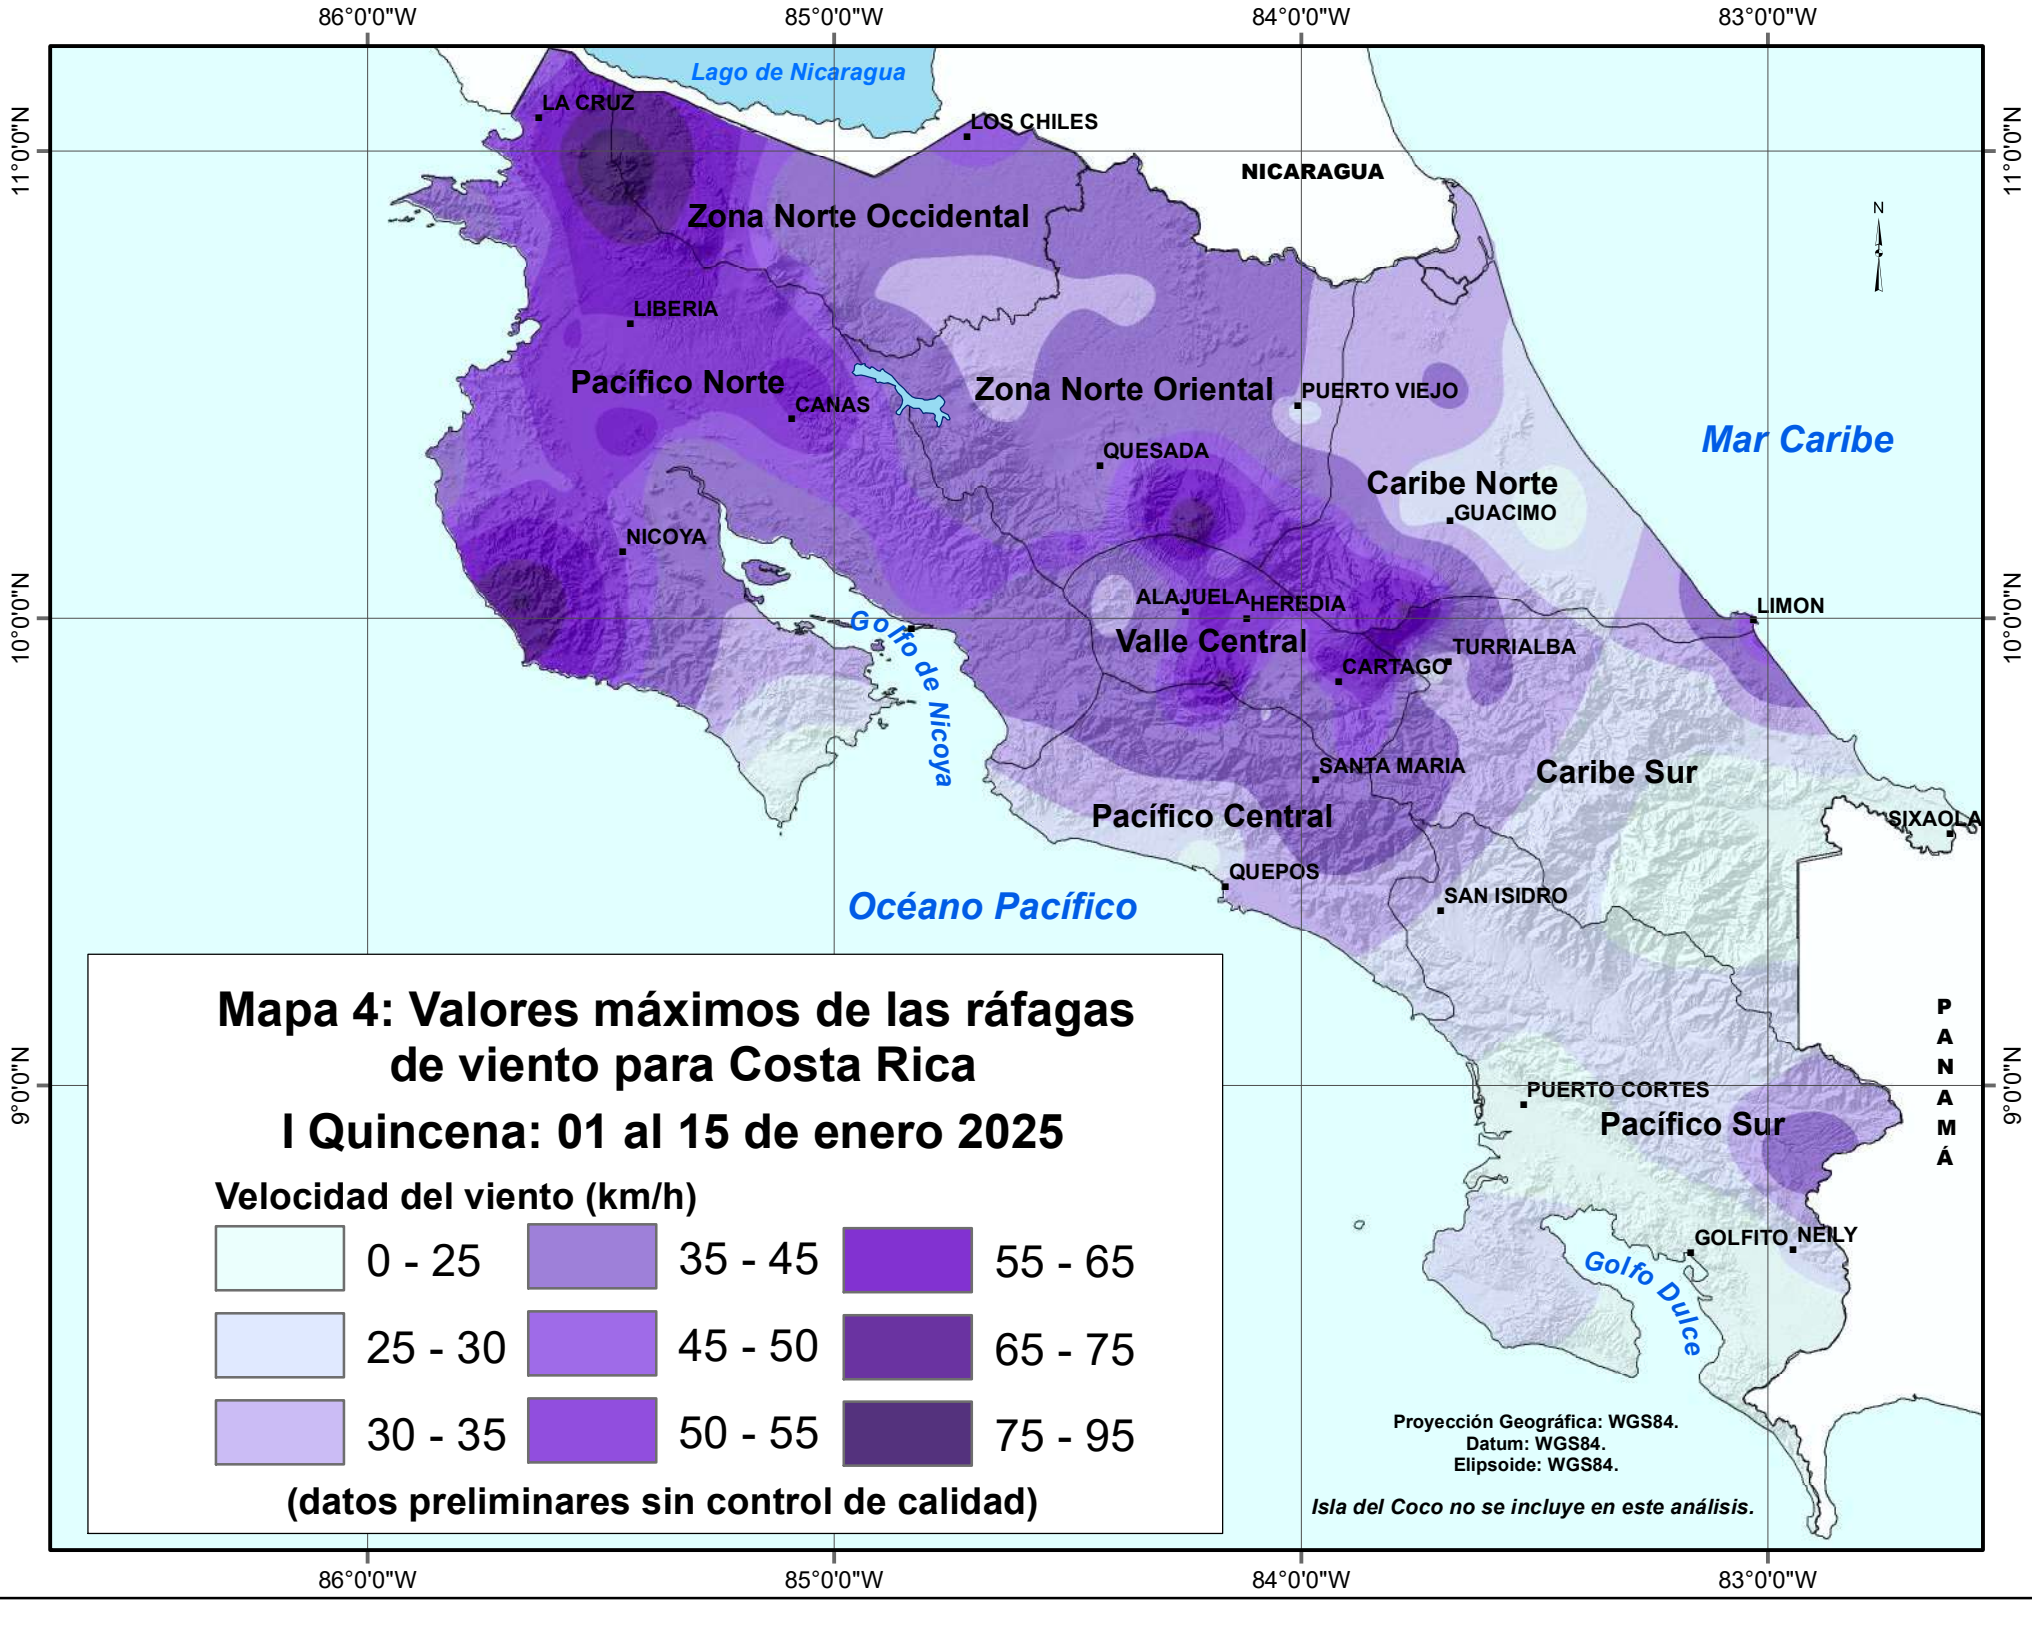 86°0'0"W
85°0'0"W
84°0'0"W
83°0'0"W
11°0'0"N
11°0'0"N
10°0'0"N
10°0'0"N
9°0'0"N
9°0'0"N
Lago de Nicaragua
LA CRUZ
LOS CHILES
NICARAGUA
N
Zona Norte Occidental
LIBERIA
Pacífico Norte
CANAS
Zona Norte Oriental
PUERTO VIEJO
Mar Caribe
QUESADA
Caribe Norte
GUACIMO
NICOYA
ALAJUELA
HEREDIA
LIMON
Golfo de Nicoya
Valle Central
TURRIALBA
CARTAGO
SANTA MARIA
Caribe Sur
Pacífico Central
SIXAOLA
QUEPOS
SAN ISIDRO
Océano Pacífico
PANAMÁ
PUERTO CORTES
Pacífico Sur
GOLFITO
NEILY
Golfo Dulce
Mapa 4: Valores máximos de las ráfagas
de viento para Costa Rica
I Quincena: 01 al 15 de enero 2025
Velocidad del viento (km/h)
0 - 25
35 - 45
55 - 65
25 - 30
45 - 50
65 - 75
30 - 35
50 - 55
75 - 95
(datos preliminares sin control de calidad)
Proyección Geográfica: WGS84.
Datum: WGS84.
Elipsoide: WGS84.
Isla del Coco no se incluye en este análisis.
86°0'0"W
85°0'0"W
84°0'0"W
83°0'0"W